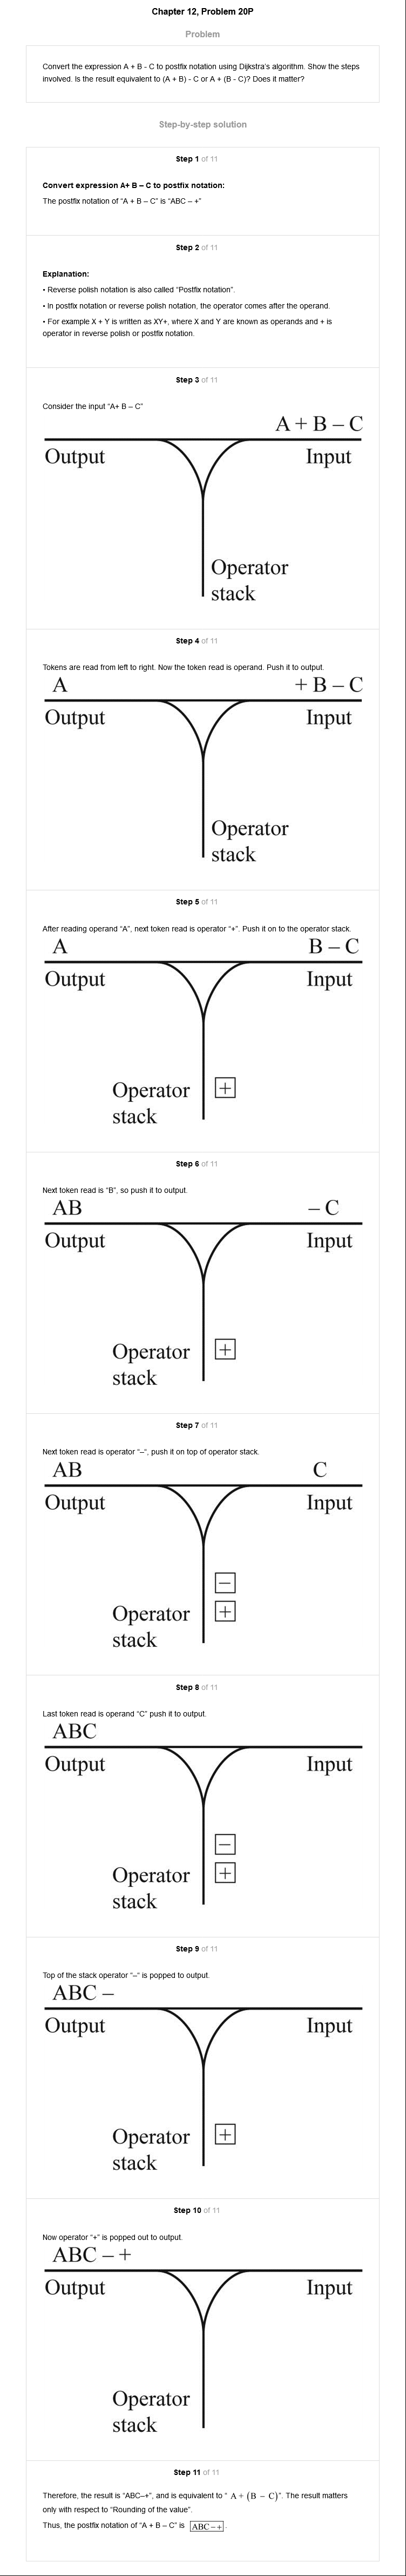 Chapter 12, Problem 20P
Problem
Convert the expression A + B - C to postfix notation using Dijkstra's algorithm. Show the steps
involved. Is the result equivalent to (A + B) - C or A + (B - C)? Does it matter?
Step-by-step solution
Step 1 of 11
Convert expression A+ B – C to postfix notation:
The postfix notation of “A + B – C” is “ABC – +”
Step 2 of 11
Explanation:
• Reverse polish notation is also called “Postfix notation”.
• In postfix notation or reverse polish notation, the operator comes after the operand.
• For example X + Y is written as XY+, where X and Y are known as operands and + is
operator in reverse polish or postfix notation.
Step 3 of 11
Consider the input “A+ B – C”
A + B – C
Output Input
Operator
stack
Step 4 of 11
Tokens are read from left to right. Now the token read is operand. Push it to output.
A + B – C
Output Input
Operator
stack
Step 5 of 11
After reading operand “A”, next token read is operator “+”. Push it on to the operator stack.
A B – C
Output Input
Operator +
stack
Step 6 of 11
Next token read is “B”, so push it to output.
AB – C
Output Input
Operator +
stack
Step 7 of 11
Next token read is operator “–“, push it on top of operator stack.
AB C
Output Input
–
Operator +
stack
Step 8 of 11
Last token read is operand “C” push it to output.
ABC
Output Input
–
Operator +
stack
Step 9 of 11
Top of the stack operator “–“ is popped to output.
ABC –
Output Input
Operator +
stack
Step 10 of 11
Now operator “+” is popped out to output.
ABC – +
Output Input
Operator
stack
Step 11 of 11
Therefore, the result is “ABC–+”, and is equivalent to “ A + (B – C)”. The result matters
only with respect to “Rounding of the value”.
Thus, the postfix notation of “A + B – C” is ABC – + .